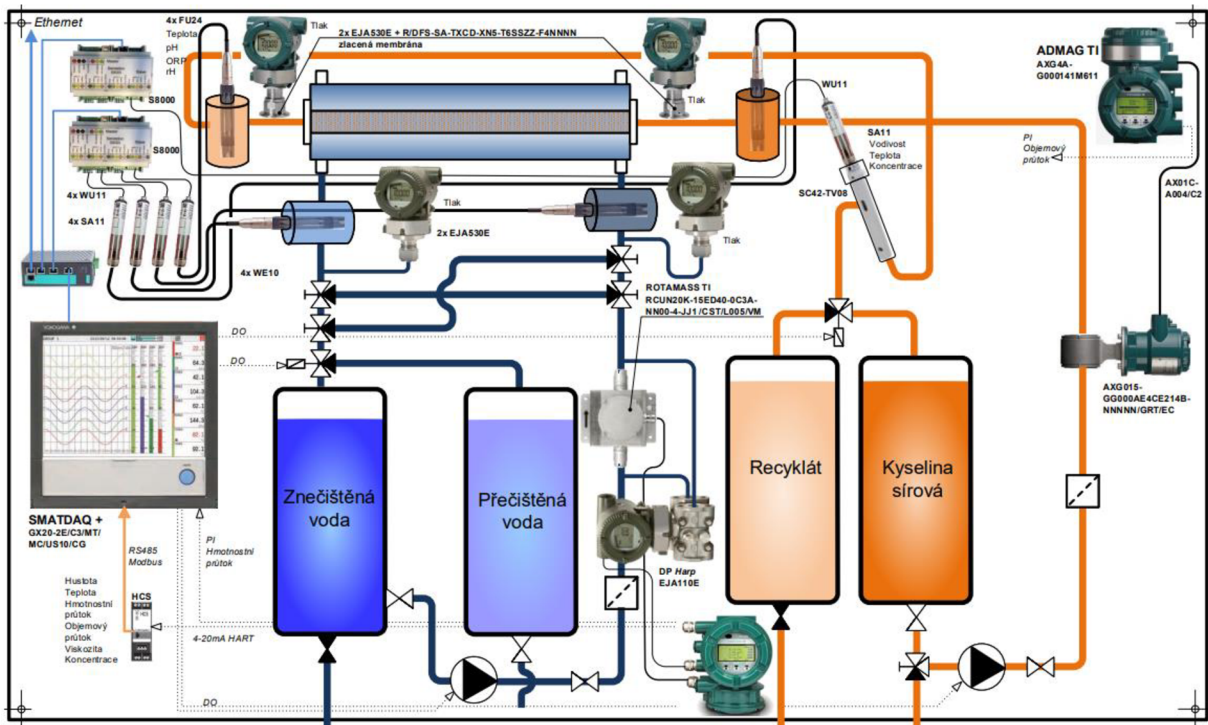 Ethernet
4x FU24
Teplota
pH
ORP
rH
Tlak
2x EJA530E + R/DFS-SA-TXCD-XN5-T6SSZZ-F4NNNN
zlacená membrána
Tlak
WU11
ADMAG TI
AXG4A-
G000141M611
S8000
S8000
SA11
Vodivost
Teplota
Koncentrace
PI
Objemový
průtok
4x WU11
4x SA11
SC42-TV08
AX01C-
A004/C2
Tlak
2x EJA530E
Tlak
4x WE10
ROTAMASS TI
RCUN20K-15ED40-0C3A-
NN00-4-JJ1 /CST/L005/VM
DO
DO
AXG015-
GG000AE4CE214B-
NNNNN/GRT/EC
Znečištěná
voda
Přečištěná
voda
Recyklát
Kyselina
sírová
SMATDAQ +
GX20-2E/C3/MT/
MC/US10/CG
RS485
Modbus
PI
Hmotnostní
průtok
DP Harp
EJA110E
Hustota
Teplota
Hmotnostní
průtok
Objemový
průtok
Viskozita
Koncentrace
HCS
4-20mA HART
DO